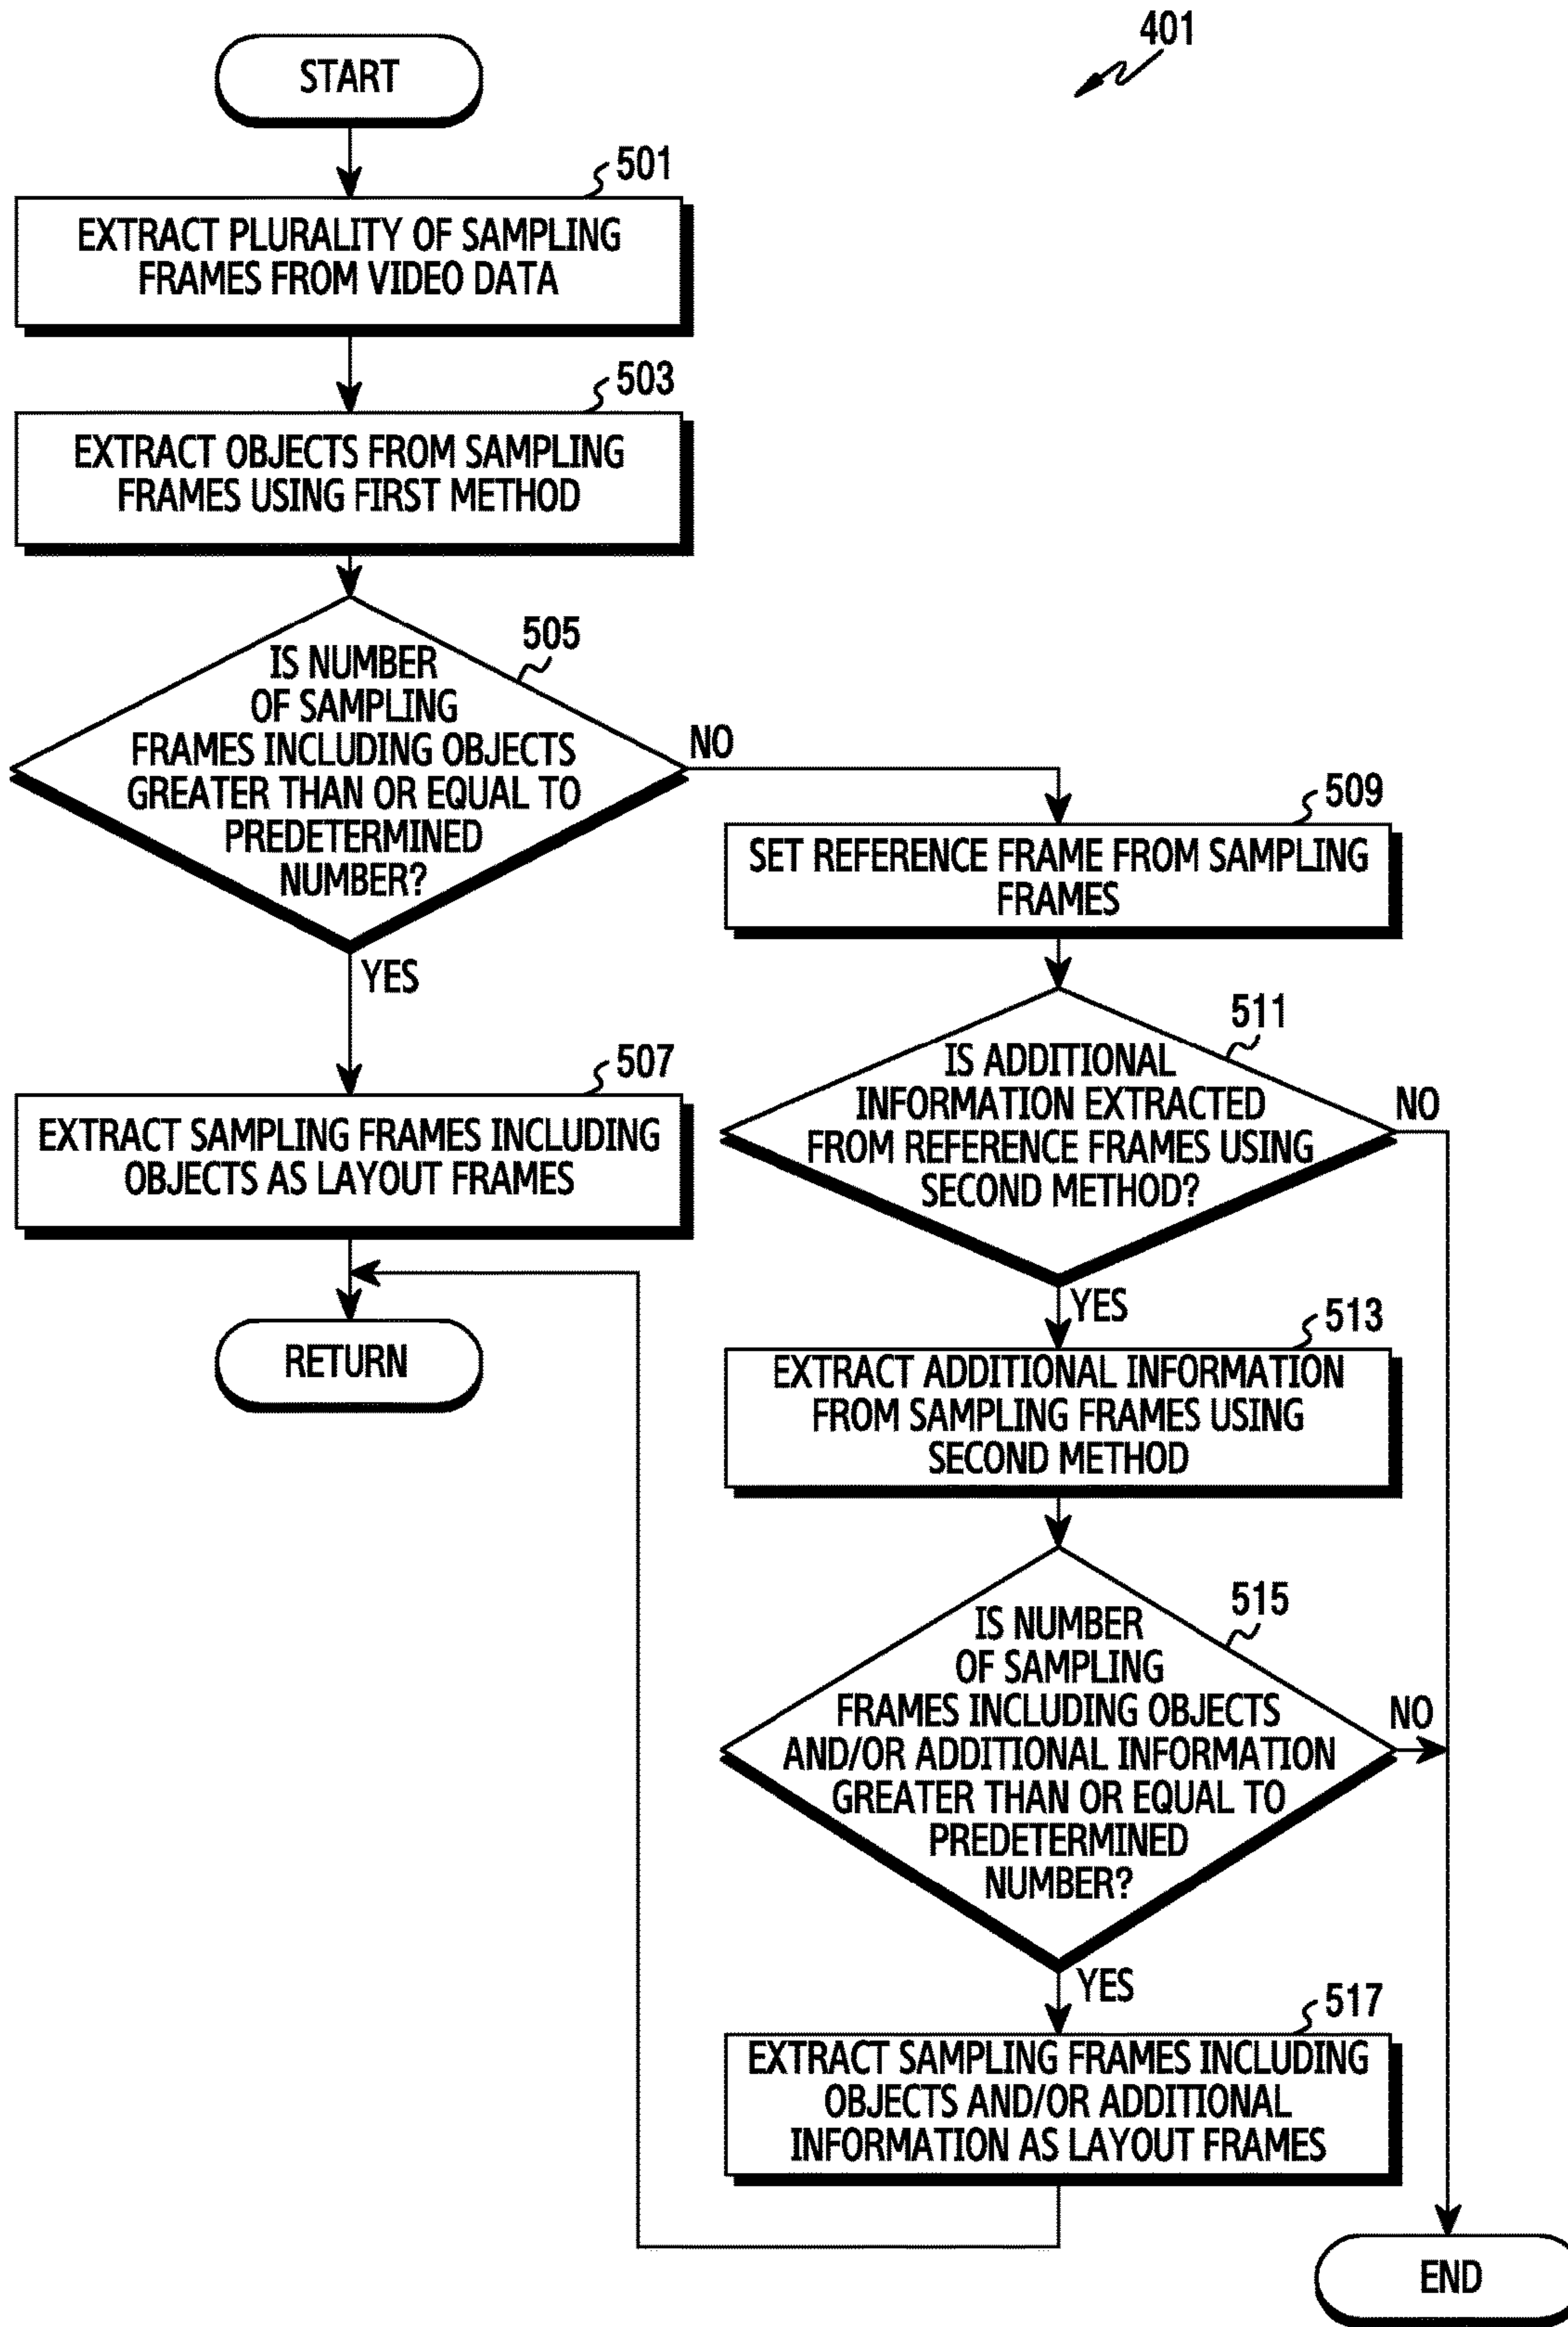 401
START
501
EXTRACT PLURALITY OF SAMPLING
FRAMES FROM VIDEO DATA
503
EXTRACT OBJECTS FROM SAMPLING
FRAMES USING FIRST METHOD
505
IS NUMBER
OF SAMPLING
FRAMES INCLUDING OBJECTS
GREATER THAN OR EQUAL TO
PREDETERMINED
NUMBER?
NO
YES
507
EXTRACT SAMPLING FRAMES INCLUDING
OBJECTS AS LAYOUT FRAMES
RETURN
509
SET REFERENCE FRAME FROM SAMPLING
FRAMES
511
IS ADDITIONAL
INFORMATION EXTRACTED
FROM REFERENCE FRAMES USING
SECOND METHOD?
NO
YES
513
EXTRACT ADDITIONAL INFORMATION
FROM SAMPLING FRAMES USING
SECOND METHOD
515
IS NUMBER
OF SAMPLING
FRAMES INCLUDING OBJECTS
AND/OR ADDITIONAL INFORMATION
GREATER THAN OR EQUAL TO
PREDETERMINED
NUMBER?
NO
YES
517
EXTRACT SAMPLING FRAMES INCLUDING
OBJECTS AND/OR ADDITIONAL
INFORMATION AS LAYOUT FRAMES
END